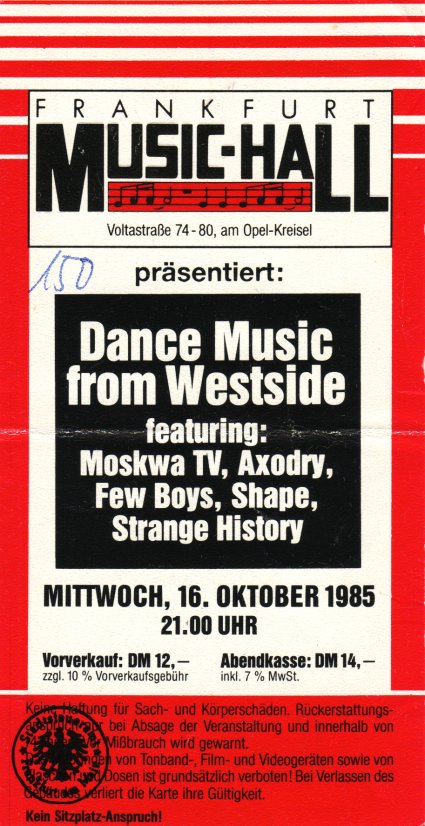 FRANKFURT
MUSIC-HALL
Voltastraße 74-80, am Opel-Kreisel
150
präsentiert:
Dance Music
from Westside
featuring:
Moskwa TV, Axodry,
Few Boys, Shape,
Strange History
MITTWOCH, 16. OKTOBER 1985
21.00 UHR
Vorverkauf: DM 12,—
zzgl. 10 % Vorverkaufsgebühr
Abendkasse: DM 14,—
inkl. 7 % MwSt.
Keine Haftung für Sach- und Körperschäden. Rückerstattungs-
bei Absage der Veranstaltung und innerhalb von
Mißbrauch wird gewarnt.
von Tonband-, Film- und Videogeräten sowie von
und Dosen ist grundsätzlich verboten! Bei Verlassen des
Gebäudes verliert die Karte ihre Gültigkeit.
Kein Sitzplatz-Anspruch!